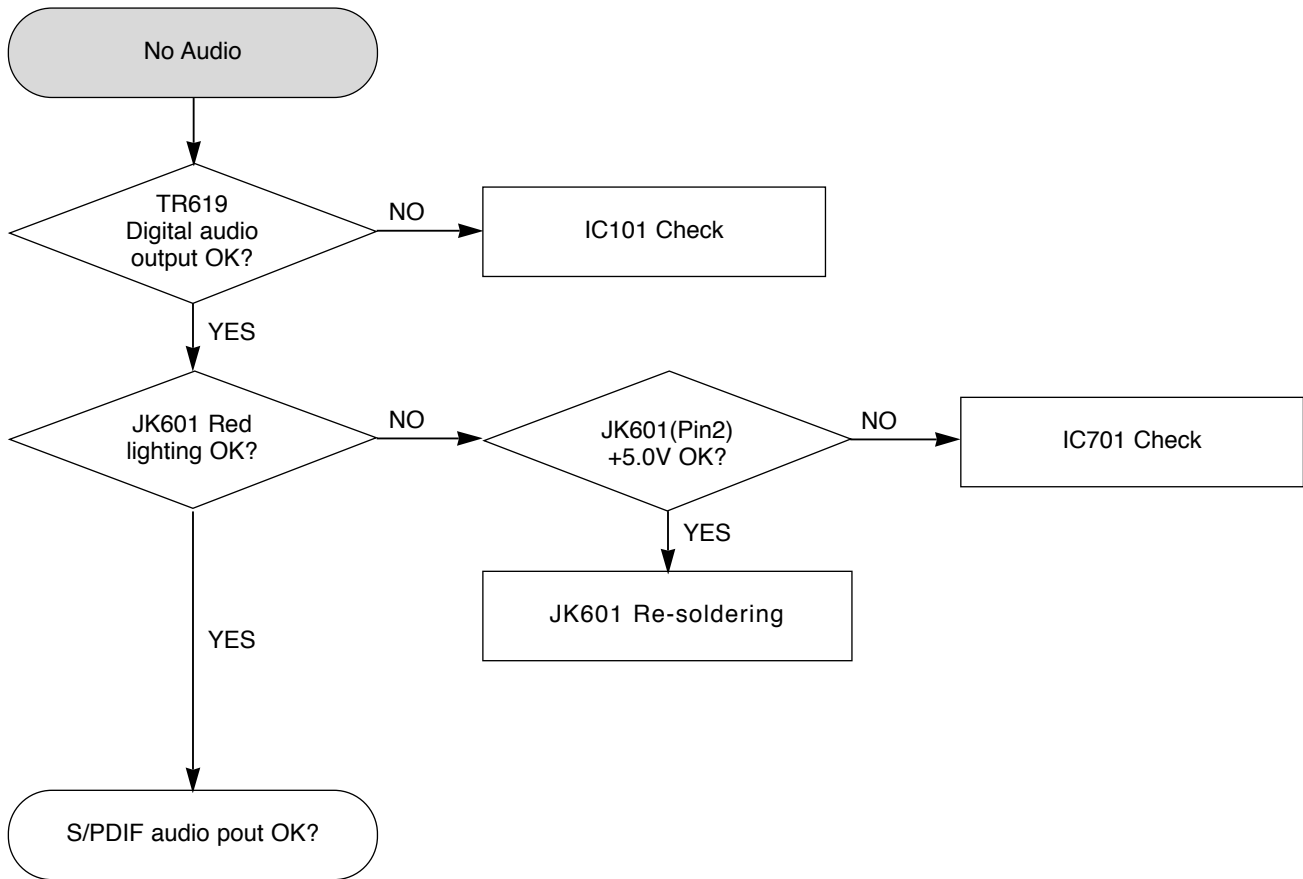 No Audio
TR619
Digital audio
output OK?
NO
IC101 Check
YES
JK601 Red
lighting OK?
NO
JK601(Pin2)
+5.0V OK?
NO
IC701 Check
YES
JK601 Re-soldering
YES
S/PDIF audio pout OK?